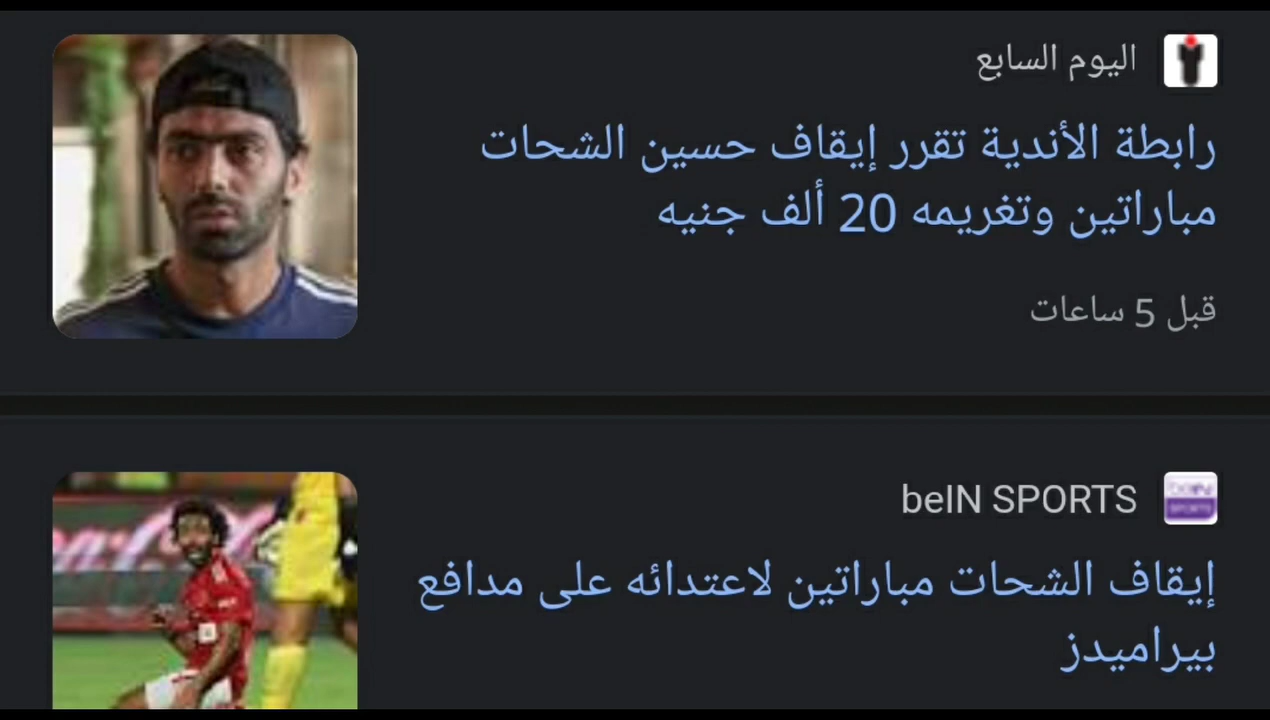 اليوم السابع
رابطة الأندية تقرر إيقاف حسين الشحات
مباراتين وتغريمه 20 ألف جنيه
قبل 5 ساعات
beIN SPORTS
إيقاف الشحات مباراتين لاعتدائه على مدافع
بيراميدز